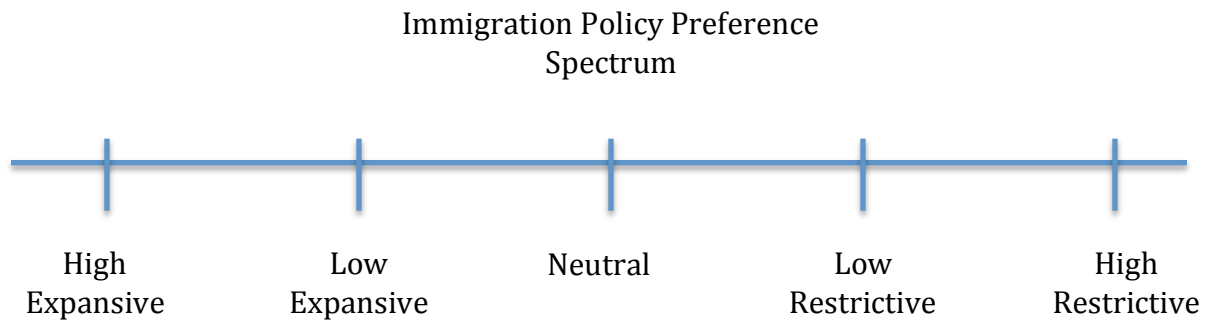 Immigration Policy Preference
Spectrum
High
Expansive
Low
Expansive
Neutral
Low
Restrictive
High
Restrictive